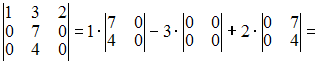 |1 3 2| = 1 · |7 0| − 3 · |0 0| + 2 · |0 7| =
|0 7 0| |4 0| |0 0| |0 4|
|0 4 0|